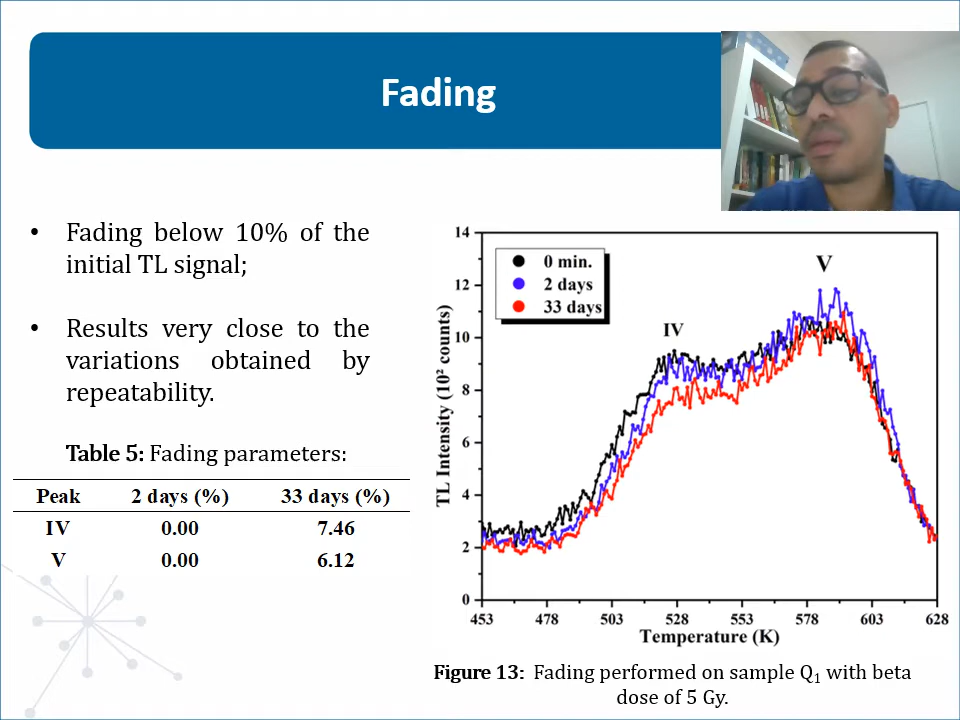 Fading
• Fading below 10% of the
initial TL signal;
• Results very close to the
variations obtained by
repeatability.
Table 5: Fading parameters:
Peak 2 days (%) 33 days (%)
IV 0.00 7.46
V 0.00 6.12
14
12
10
8
6
4
2
0
TL Intensity (10² counts)
0 min.
2 days
33 days
IV
V
453 478 503 528 553 578 603 628
Temperature (K)
Figure 13: Fading performed on sample Q₁ with beta
dose of 5 Gy.